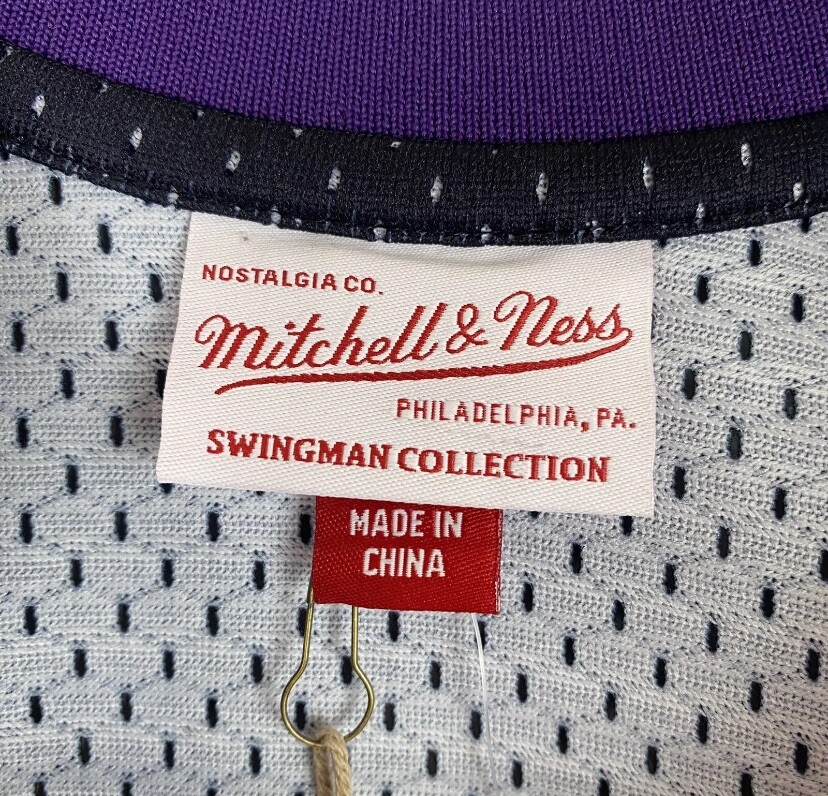 NOSTALGIA CO.
Mitchell & Ness
PHILADELPHIA, PA.
SWINGMAN COLLECTION
MADE IN
CHINA